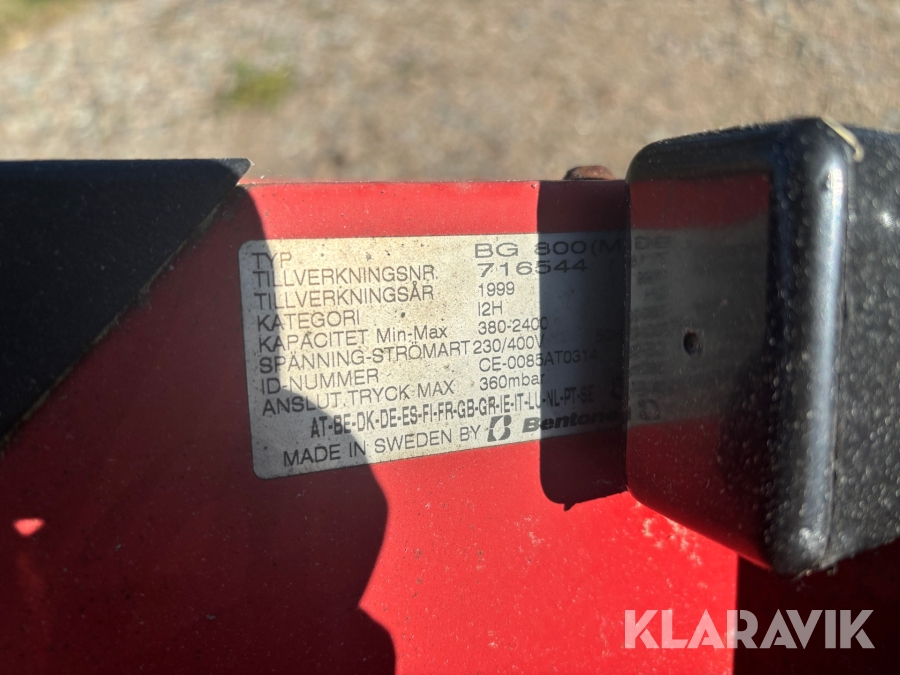 TYP BG 800(M)
TILLVERKNINGSNR. 716544
TILLVERKNINGSÅR 1999
KATEGORI I2H
KAPACITET Min-Max 380-2400
SPÄNNING-STRÖMART 230/400V
ID-NUMMER CE-0085AT0314
ANSLUT.TRYCK MAX 360mbar
AT-BE-DK-DE-ES-FI-FR-GB-GR-IE-IT-LU-NL-PT-SE
MADE IN SWEDEN BY Bentone
KLARAVIK